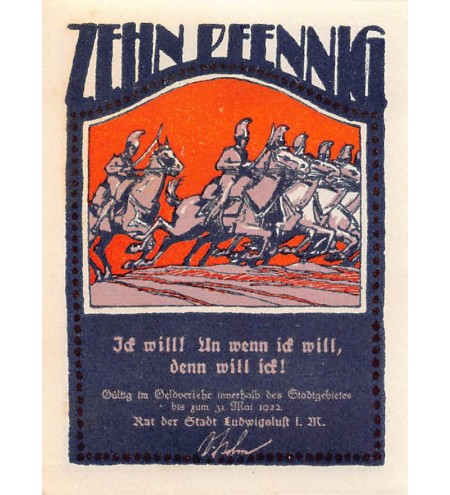 ZEHN PFENNIG
Ick will! Un wenn ick will,
denn will ick!
Gültig im Geldverkehr innerhalb des Stadtgebietes
bis zum 31. Mai 1922.
Rat der Stadt Ludwigslust i. M.